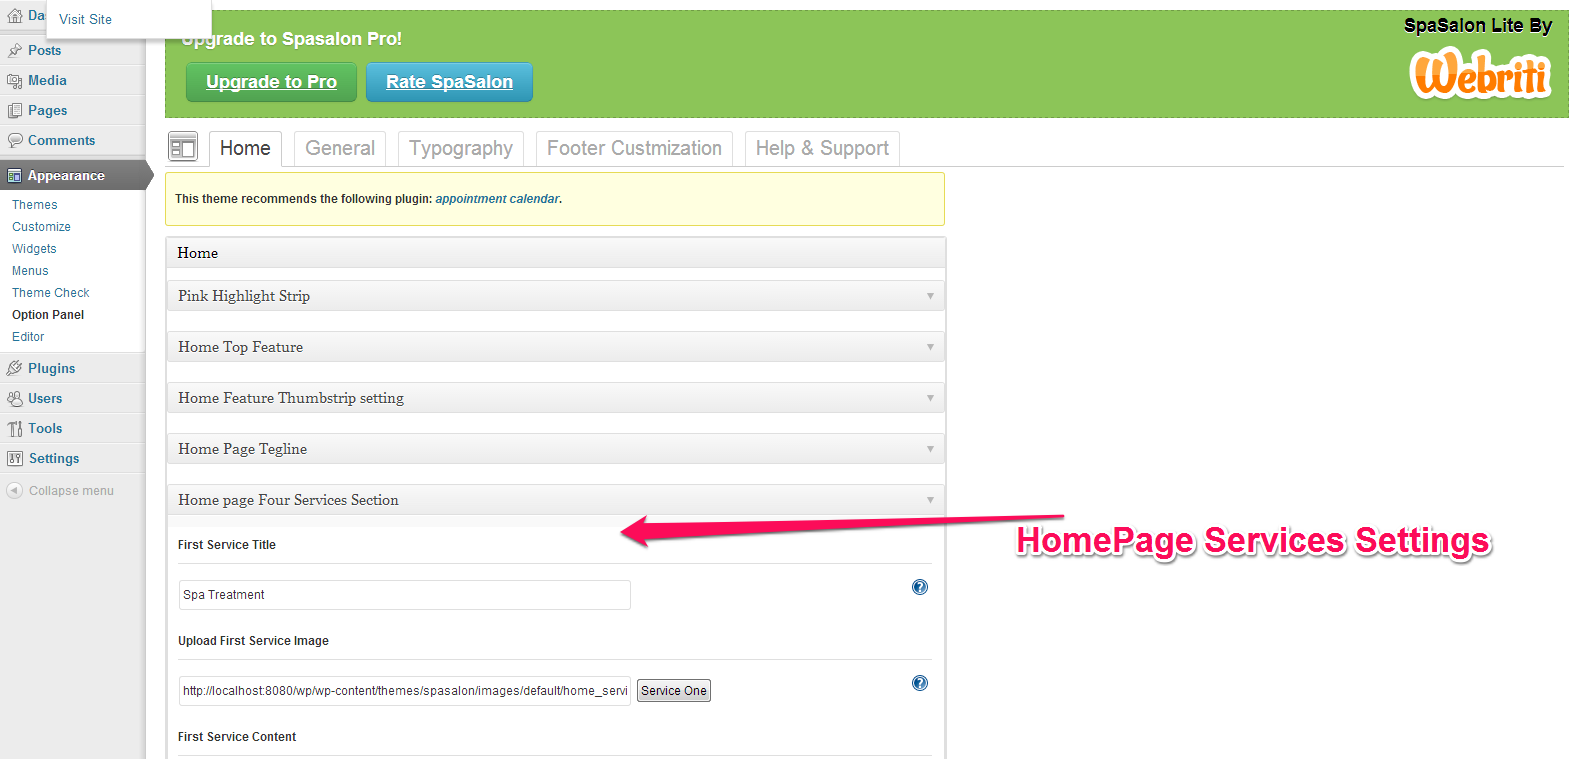 Da
Visit Site
Posts
Media
Pages
Comments
Appearance
Themes
Customize
Widgets
Menus
Theme Check
Option Panel
Editor
Plugins
Users
Tools
Settings
Collapse menu
Upgrade to Spasalon Pro!
Upgrade to Pro Rate SpaSalon
SpaSalon Lite By
Webriti
Home General Typography Footer Custmization Help & Support
This theme recommends the following plugin: appointment calendar.
Home
Pink Highlight Strip
Home Top Feature
Home Feature Thumbstrip setting
Home Page Tegline
Home page Four Services Section
HomePage Services Settings
First Service Title
Spa Treatment
Upload First Service Image
http://localhost:8080/wp/wp-content/themes/spasalon/images/default/home_servi Service One
First Service Content